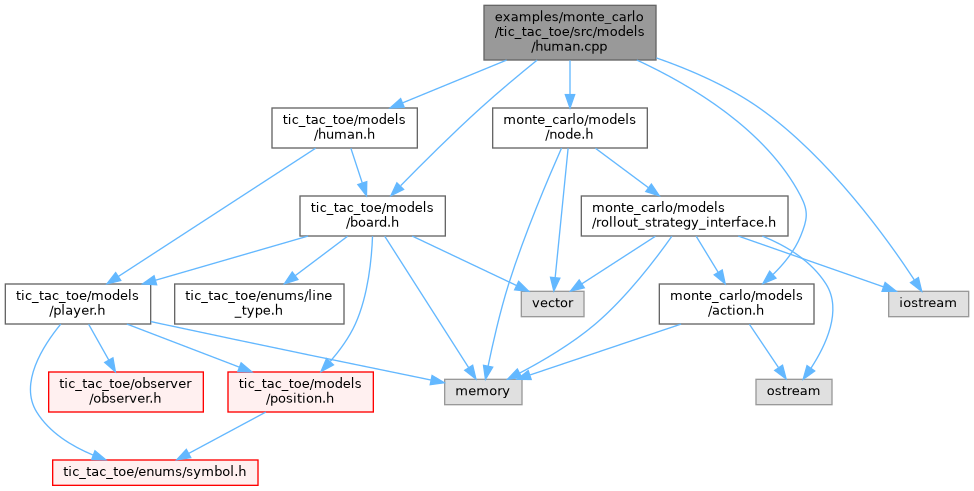 examples/monte_carlo
/tic_tac_toe/src/models
/human.cpp
tic_tac_toe/models
/human.h
monte_carlo/models
/node.h
tic_tac_toe/models
/board.h
monte_carlo/models
/rollout_strategy_interface.h
tic_tac_toe/models
/player.h
tic_tac_toe/enums/line
_type.h
vector
monte_carlo/models
/action.h
iostream
tic_tac_toe/observer
/observer.h
tic_tac_toe/models
/position.h
memory
ostream
tic_tac_toe/enums/symbol.h